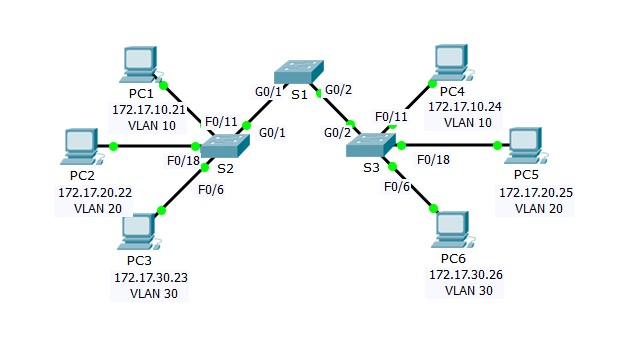 PC1
172.17.10.21
VLAN 10
PC2
172.17.20.22
VLAN 20
PC3
172.17.30.23
VLAN 30
F0/11
F0/18
F0/6
S2
G0/1
G0/1
S1
G0/2
G0/2
S3
F0/11
F0/18
F0/6
PC4
172.17.10.24
VLAN 10
PC5
172.17.20.25
VLAN 20
PC6
172.17.30.26
VLAN 30